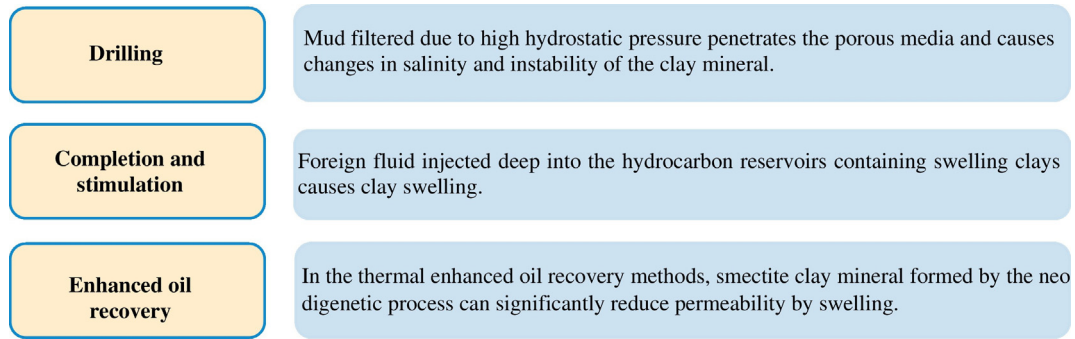 Drilling
Mud filtered due to high hydrostatic pressure penetrates the porous media and causes
changes in salinity and instability of the clay mineral.
Completion and
stimulation
Foreign fluid injected deep into the hydrocarbon reservoirs containing swelling clays
causes clay swelling.
Enhanced oil
recovery
In the thermal enhanced oil recovery methods, smectite clay mineral formed by the neo
digenetic process can significantly reduce permeability by swelling.